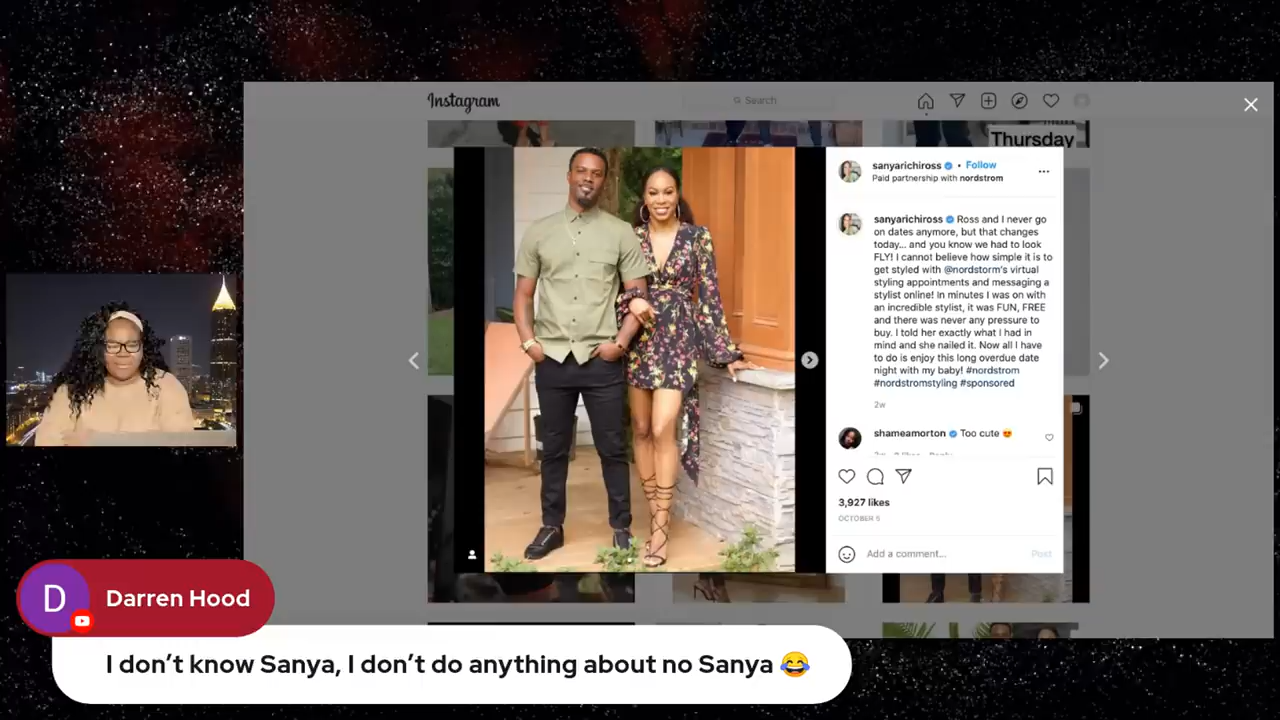 Instagram
Search
Thursday
sanyarichiross • Follow
Paid partnership with nordstrom
sanyarichiross Ross and I never go
on dates anymore, but that changes
today... and you know we had to look
FLY! I cannot believe how simple it is to
get styled with @nordstorm's virtual
styling appointments and messaging a
stylist online! In minutes I was on with
an incredible stylist, it was FUN, FREE
and there was never any pressure to
buy. I told her exactly what I had in
mind and she nailed it. Now all I have
to do is enjoy this long overdue date
night with my baby! #nordstrom
#nordstromstyling #sponsored
2w
shameamorton Too cute 😍
3,927 likes
OCTOBER 5
Add a comment...
Post
D
Darren Hood
I don't know Sanya, I don't do anything about no Sanya 😂